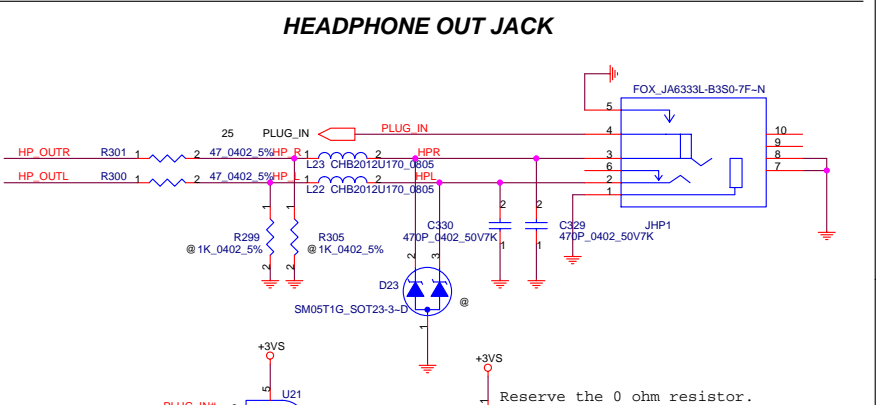 HEADPHONE OUT JACK
FOX_JA6333L-B3S0-7F~N
5
25 PLUG_IN PLUG_IN 4 10
9
HP_OUTR R301 1 2 47_0402_5% HP_R 1 2 HPR 3 8
L23 CHB2012U170_0805
6 7
HP_OUTL R300 1 2 47_0402_5% HP_L 1 2 HPL 2
L22 CHB2012U170_0805
1
1 1 2 2
R299 R305 C330 C329 JHP1
@1K_0402_5% @1K_0402_5% 470P_0402_50V7K 470P_0402_50V7K
2 2 1 1
2 3
D23 @
SM05T1G_SOT23-3~D
1
+3VS +3VS
5 U21 1 Reserve the 0 ohm resistor.